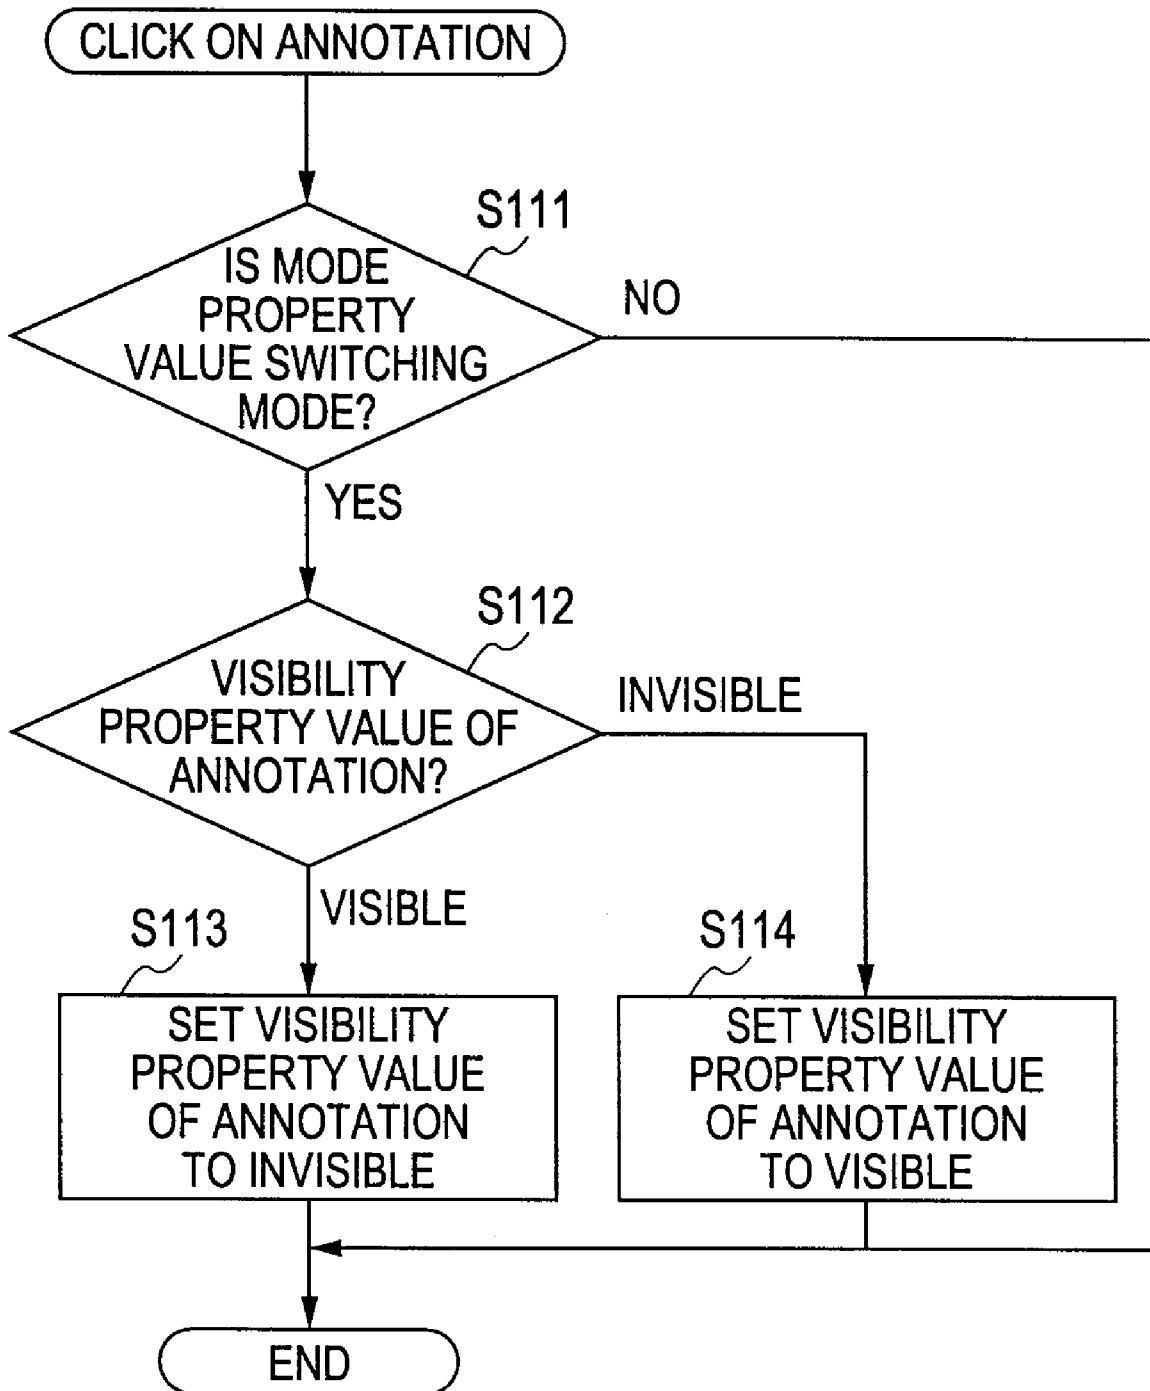 CLICK ON ANNOTATION
S111
IS MODE
PROPERTY
VALUE SWITCHING
MODE?
NO
YES
S112
VISIBILITY
PROPERTY VALUE OF
ANNOTATION?
INVISIBLE
VISIBLE
S113
SET VISIBILITY
PROPERTY VALUE
OF ANNOTATION
TO INVISIBLE
S114
SET VISIBILITY
PROPERTY VALUE
OF ANNOTATION
TO VISIBLE
END